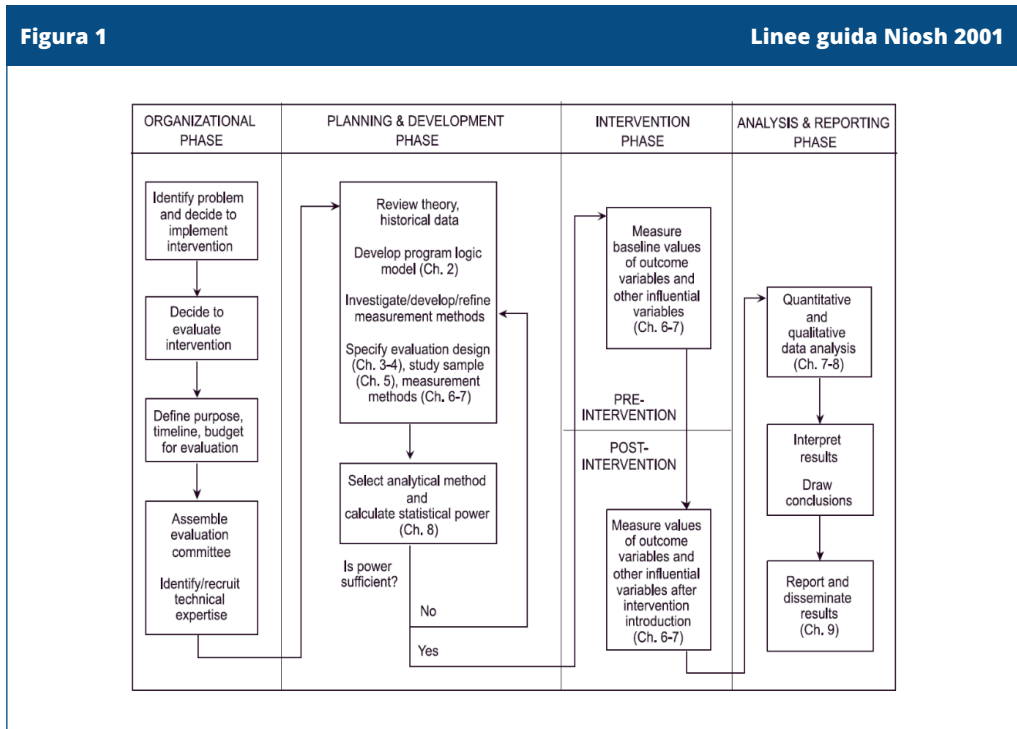 Figura 1
Linee guida Niosh 2001
ORGANIZATIONAL
PHASE
Identify problem
and decide to
implement
intervention
Decide to
evaluate
intervention
Define purpose,
timeline, budget
for evaluation
Assemble
evaluation
committee
Identify/recruit
technical
expertise
PLANNING & DEVELOPMENT
PHASE
Review theory,
historical data
Develop program logic
model (Ch. 2)
Investigate/develop/refine
measurement methods
Specify evaluation design
(Ch. 3-4), study sample
(Ch. 5), measurement
methods (Ch. 6-7)
Select analytical method
and
calculate statistical power
(Ch. 8)
Is power
sufficient?
No
Yes
INTERVENTION
PHASE
Measure
baseline values
of outcome
variables and
other influential
variables
(Ch. 6-7)
PRE-
INTERVENTION
POST-
INTERVENTION
Measure values
of outcome
variables and
other influential
variables after
intervention
introduction
(Ch. 6-7)
ANALYSIS & REPORTING
PHASE
Quantitative
and
qualitative
data analysis
(Ch. 7-8)
Interpret
results
Draw
conclusions
Report and
disseminate
results
(Ch. 9)